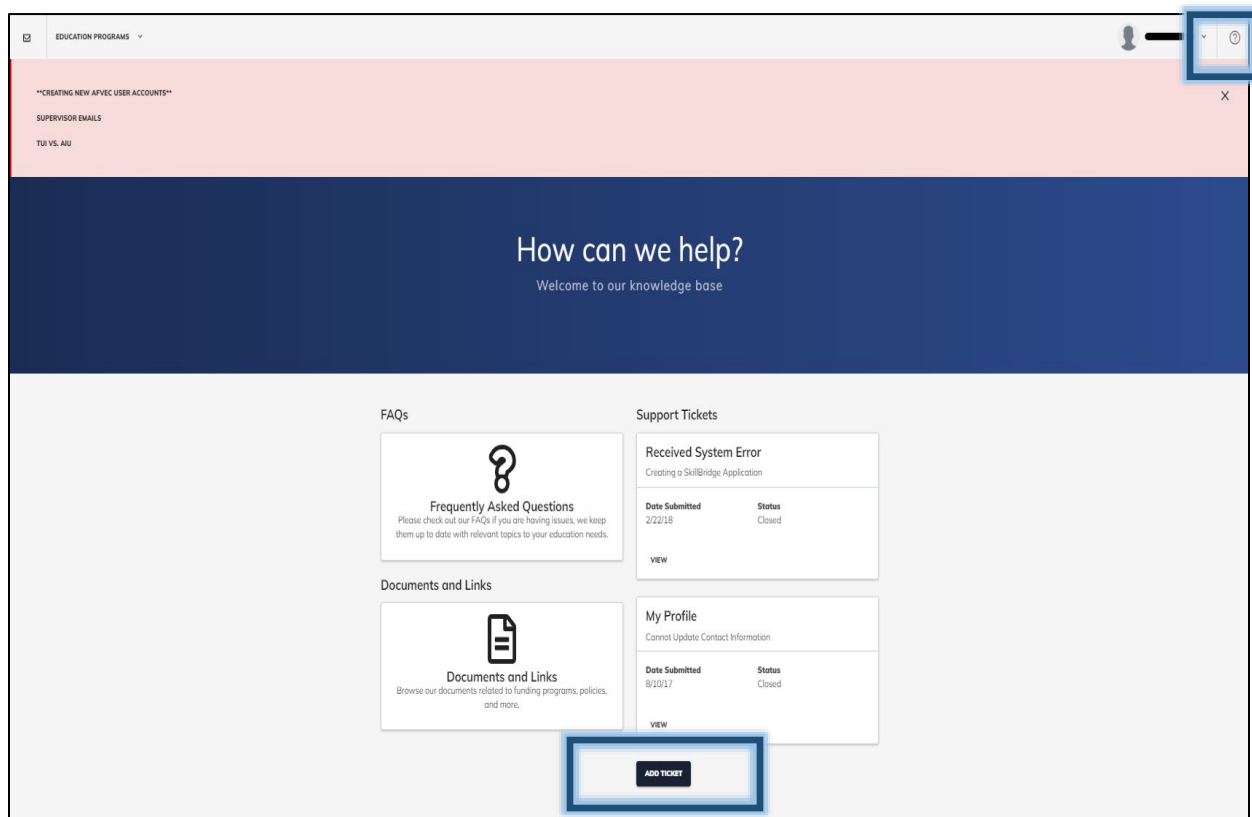 EDUCATION PROGRAMS
**CREATING NEW AFVEC USER ACCOUNTS**
X
SUPERVISOR EMAILS
TUI VS. AIU
How can we help?
Welcome to our knowledge base
FAQs
Frequently Asked Questions
Please check out our FAQs if you are having issues, we keep
them up to date with relevant topics to your education needs.
Documents and Links
Documents and Links
Browse our documents related to funding programs, policies,
and more.
Support Tickets
Received System Error
Creating a SkillBridge Application
Date Submitted Status
2/22/18 Closed
VIEW
My Profile
Cannot Update Contact Information
Date Submitted Status
8/10/17 Closed
VIEW
ADD TICKET